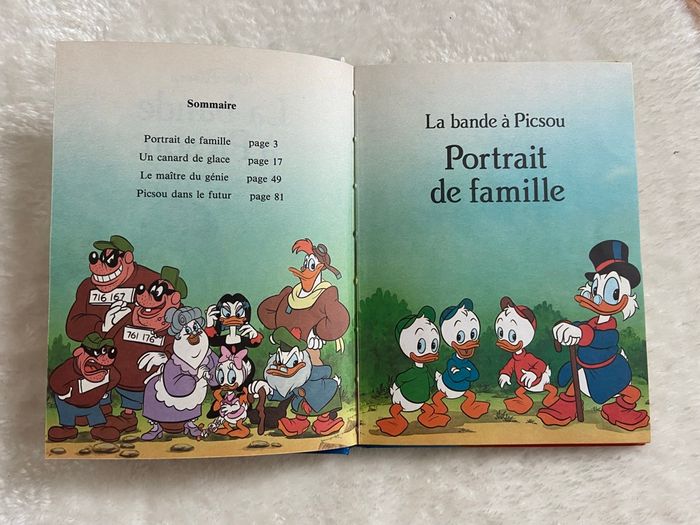 Sommaire
Portrait de famille page 3
Un canard de glace page 17
Le maître du génie page 49
Picsou dans le futur page 81
716 167
761 176
La bande à Picsou
Portrait
de famille